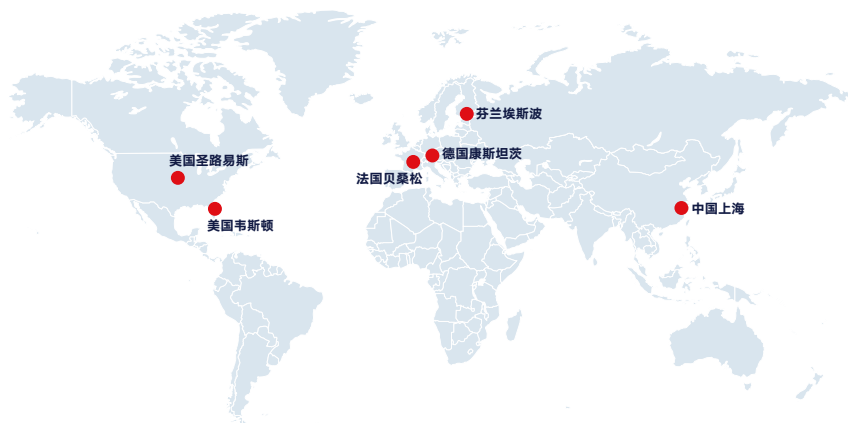 芬兰埃斯波
德国康斯坦茨
美国圣路易斯
法国贝桑松
中国上海
美国韦斯顿